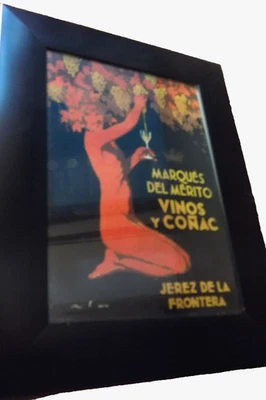 MARQUÉS
DEL MÉRITO
VINOS
Y COÑAC
JEREZ DE LA
FRONTERA